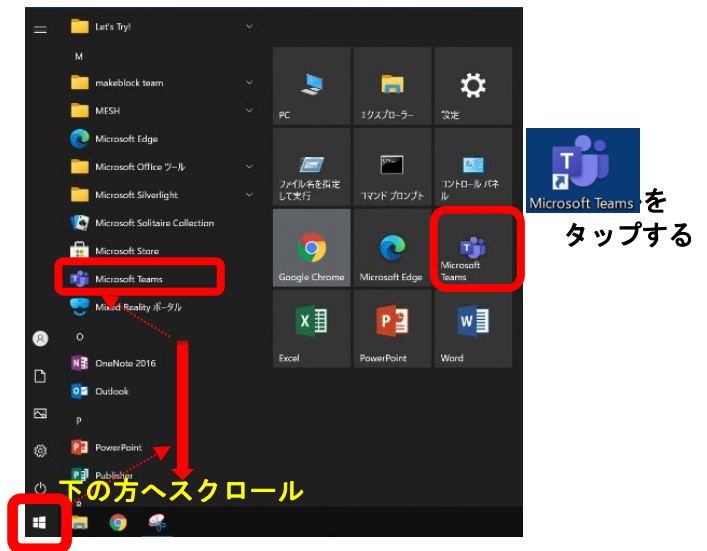 Let's Try!
M
makeblock team
MESH
Microsoft Edge
Microsoft Office ツール
Microsoft Silverlight
Microsoft Solitaire Collection
Microsoft Store
Microsoft Teams
Mixed Reality ポータル
O
OneNote 2016
Outlook
P
PowerPoint
Publisher
R
下の方へスクロール
PC
エクスプローラー
設定
ファイル名を指定
して実行
コマンド プロンプト
コントロール パネ
ル
Google Chrome
Microsoft Edge
Microsoft
Teams
Excel
PowerPoint
Word
Microsoft Teams
を
タップする